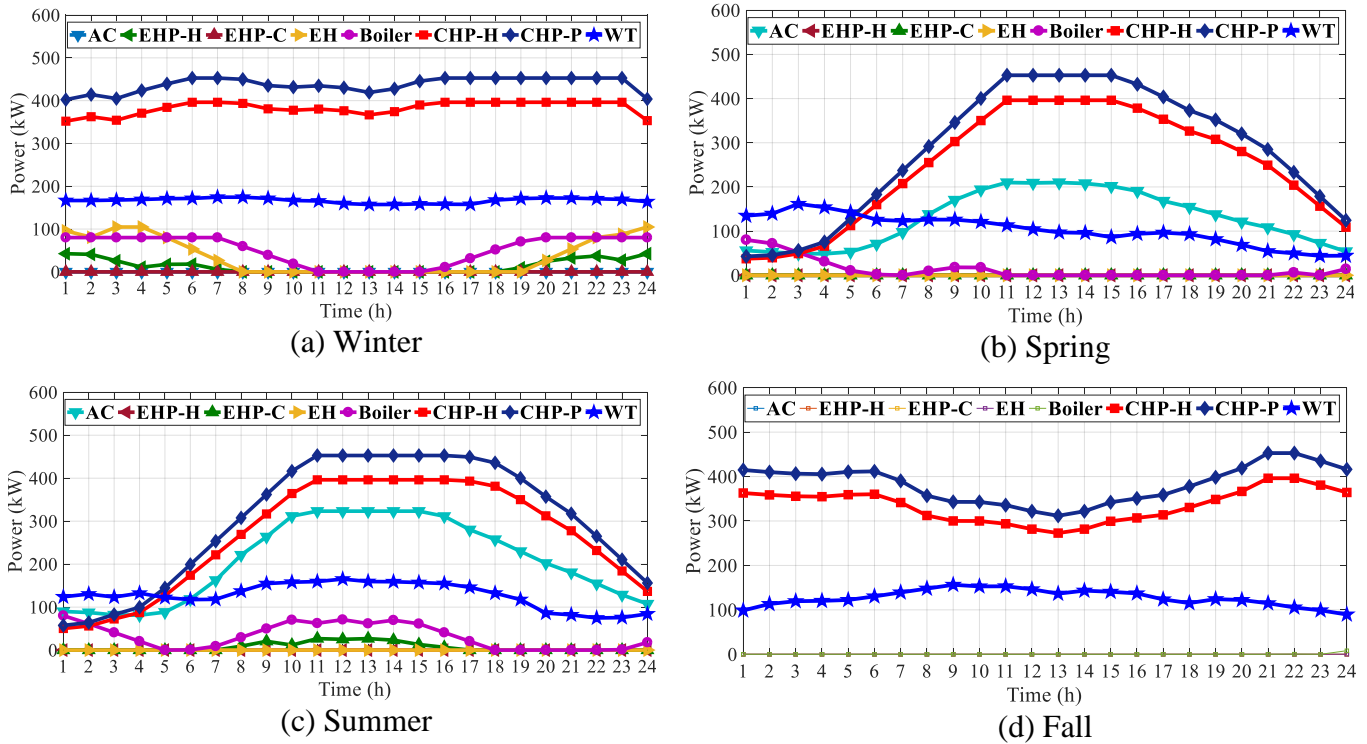 600
500
400
300
200
100
0
Power (kW)
AC EHP-H EHP-C EH Boiler CHP-H CHP-P WT
1 2 3 4 5 6 7 8 9 10 11 12 13 14 15 16 17 18 19 20 21 22 23 24
Time (h)
(a) Winter
600
500
400
300
200
100
0
Power (kW)
AC EHP-H EHP-C EH Boiler CHP-H CHP-P WT
1 2 3 4 5 6 7 8 9 10 11 12 13 14 15 16 17 18 19 20 21 22 23 24
Time (h)
(b) Spring
600
500
400
300
200
100
0
Power (kW)
AC EHP-H EHP-C EH Boiler CHP-H CHP-P WT
1 2 3 4 5 6 7 8 9 10 11 12 13 14 15 16 17 18 19 20 21 22 23 24
Time (h)
(c) Summer
600
500
400
300
200
100
0
Power (kW)
AC EHP-H EHP-C EH Boiler CHP-H CHP-P WT
1 2 3 4 5 6 7 8 9 10 11 12 13 14 15 16 17 18 19 20 21 22 23 24
Time (h)
(d) Fall